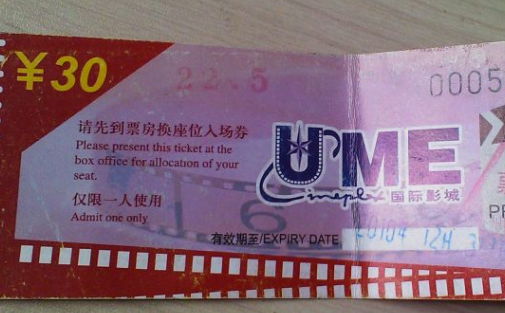 ¥30
22.5
0005
请先到票房换座位入场券
Please present this ticket at the
box office for allocation of your
seat.
仅限一人使用
Admit one only
UME
Cineplex 国际影城
6
有效期至/EXPIRY DATE